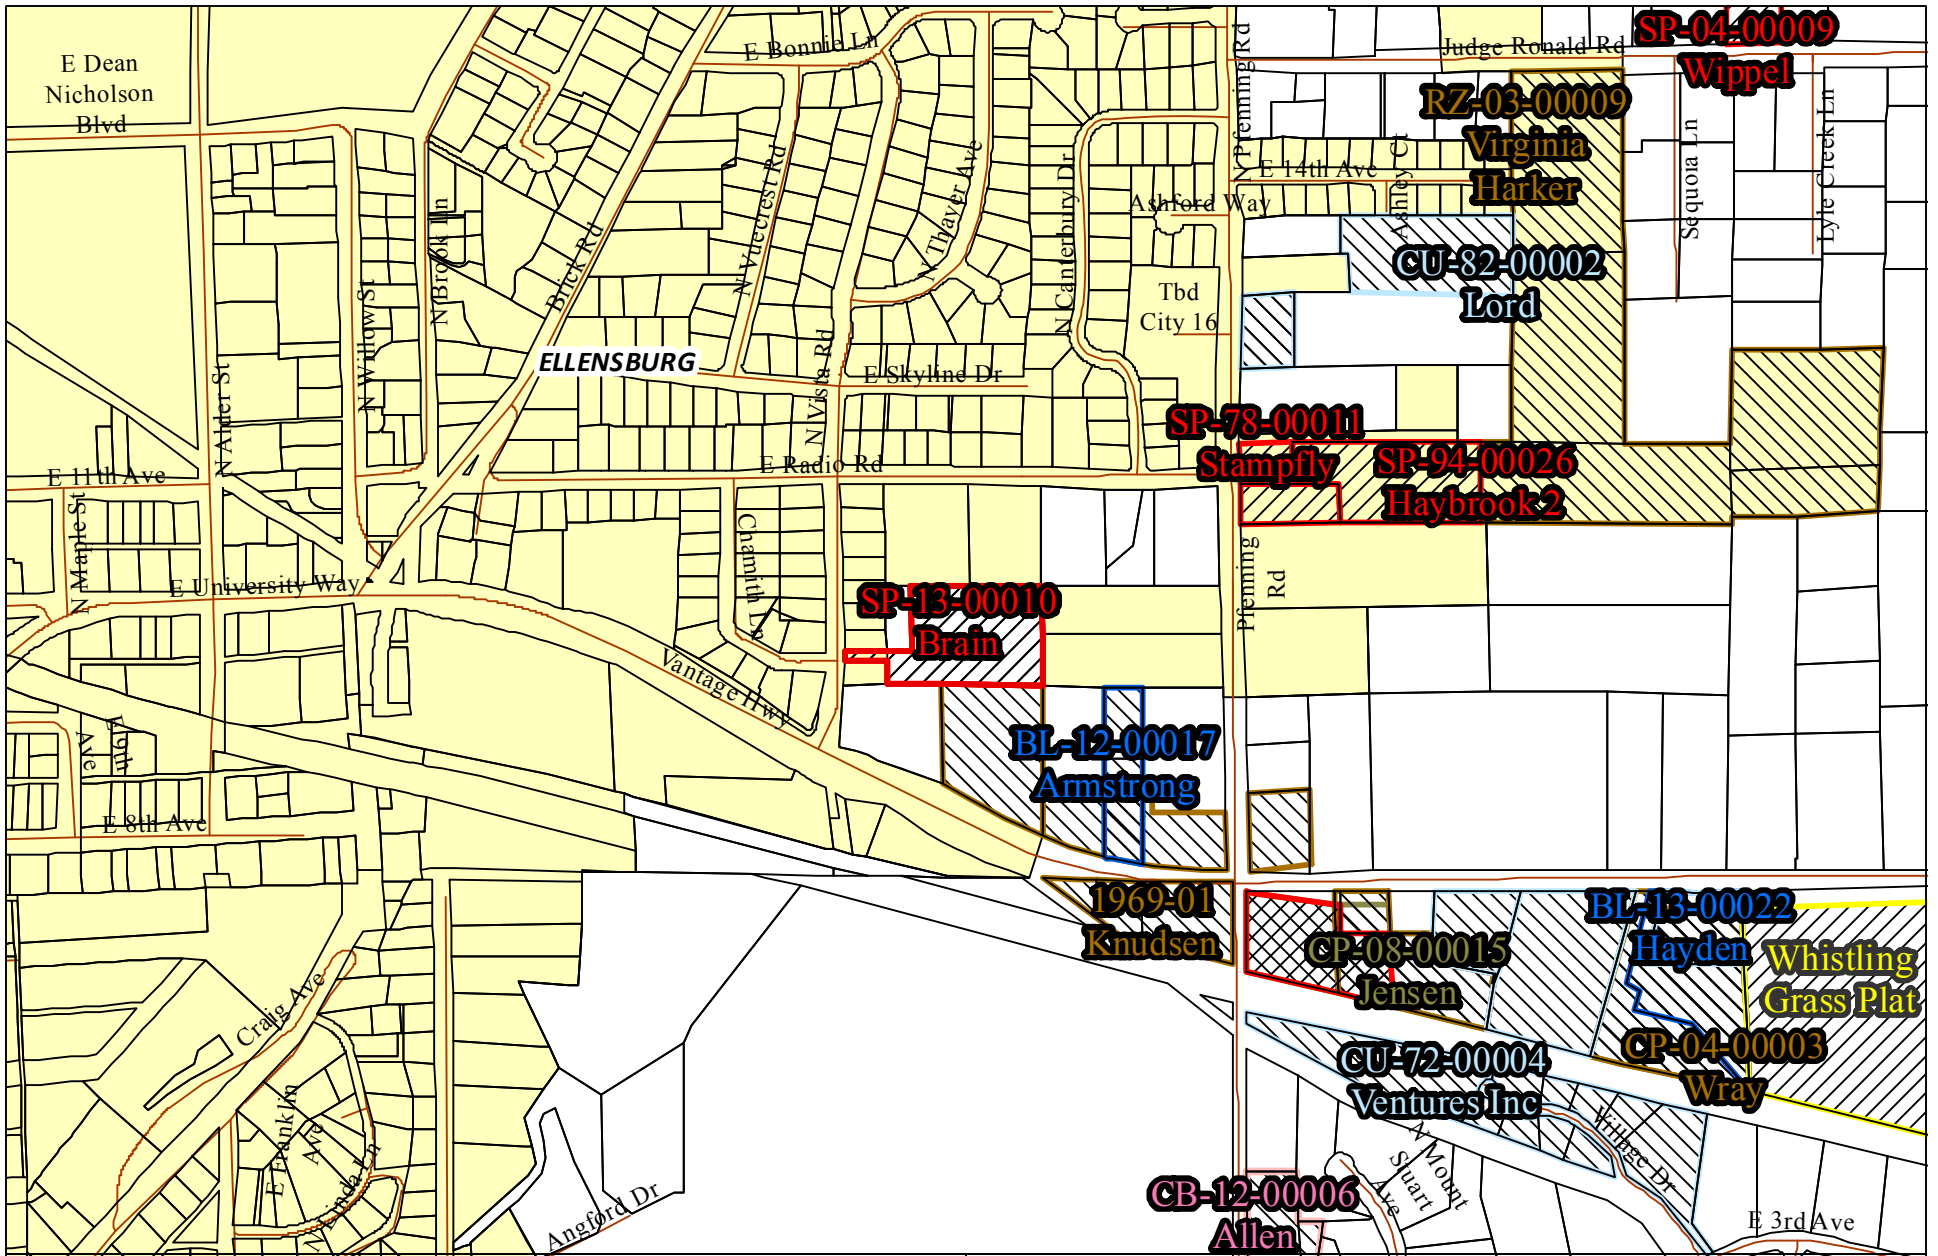 E Dean
Nicholson
Blvd
E Bonnie Ln
N Pfenning Rd
Judge Ronald Rd
SP-04-00009
Wippel
RZ-03-00009
Virginia
Harker
Sequoia Ln
Lyle Creek Ln
E 14th Ave
Ashley Ct
Ashford Way
N Vuecrest Rd
N Thayer Ave
N Canterbury Dr
N Brook Ln
Brick Rd
CU-82-00002
Lord
Tbd
City 16
N Willow St
ELLENSBURG
N Vista Rd
E Skyline Dr
N Alder St
SP-78-00011
Stampfly
SP-94-00026
Haybrook 2
E Radio Rd
E 11th Ave
N Maple St
Chamith Ln
Pfenning
Rd
E University Way
SP-13-00010
Brain
Vantage Hwy
E 9th
Ave
BL-12-00017
Armstrong
E 8th Ave
1969-01
Knudsen
CP-08-00015
Jensen
BL-13-00022
Hayden
Whistling
Grass Plat
Craig Ave
CU-72-00004
Ventures Inc
CP-04-00003
Wray
E Franklin
Ave
N Linda Ln
Angford Dr
N Mount
Stuart
Ave
Village Dr
CB-12-00006
Allen
E 3rd Ave